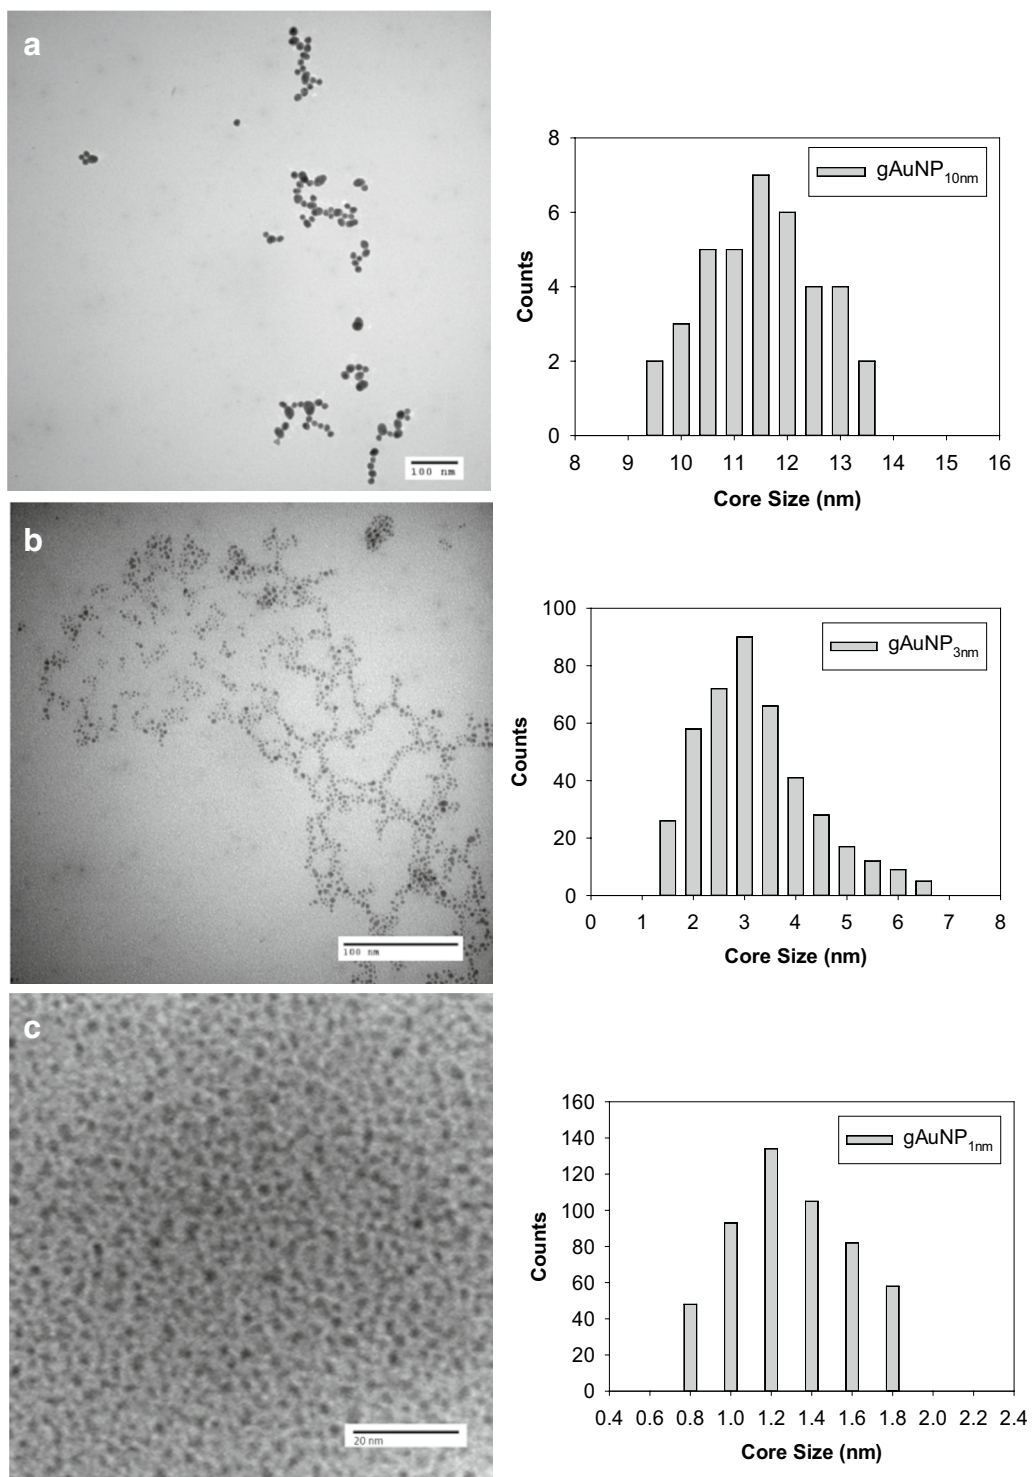 a
100 nm
8
6
4
2
0
Counts
gAuNP10nm
8 9 10 11 12 13 14 15 16
Core Size (nm)
b
100 nm
100
80
60
40
20
0
Counts
gAuNP3nm
0 1 2 3 4 5 6 7 8
Core Size (nm)
c
20 nm
160
140
120
100
80
60
40
20
0
Counts
gAuNP1nm
0.4 0.6 0.8 1.0 1.2 1.4 1.6 1.8 2.0 2.2 2.4
Core Size (nm)